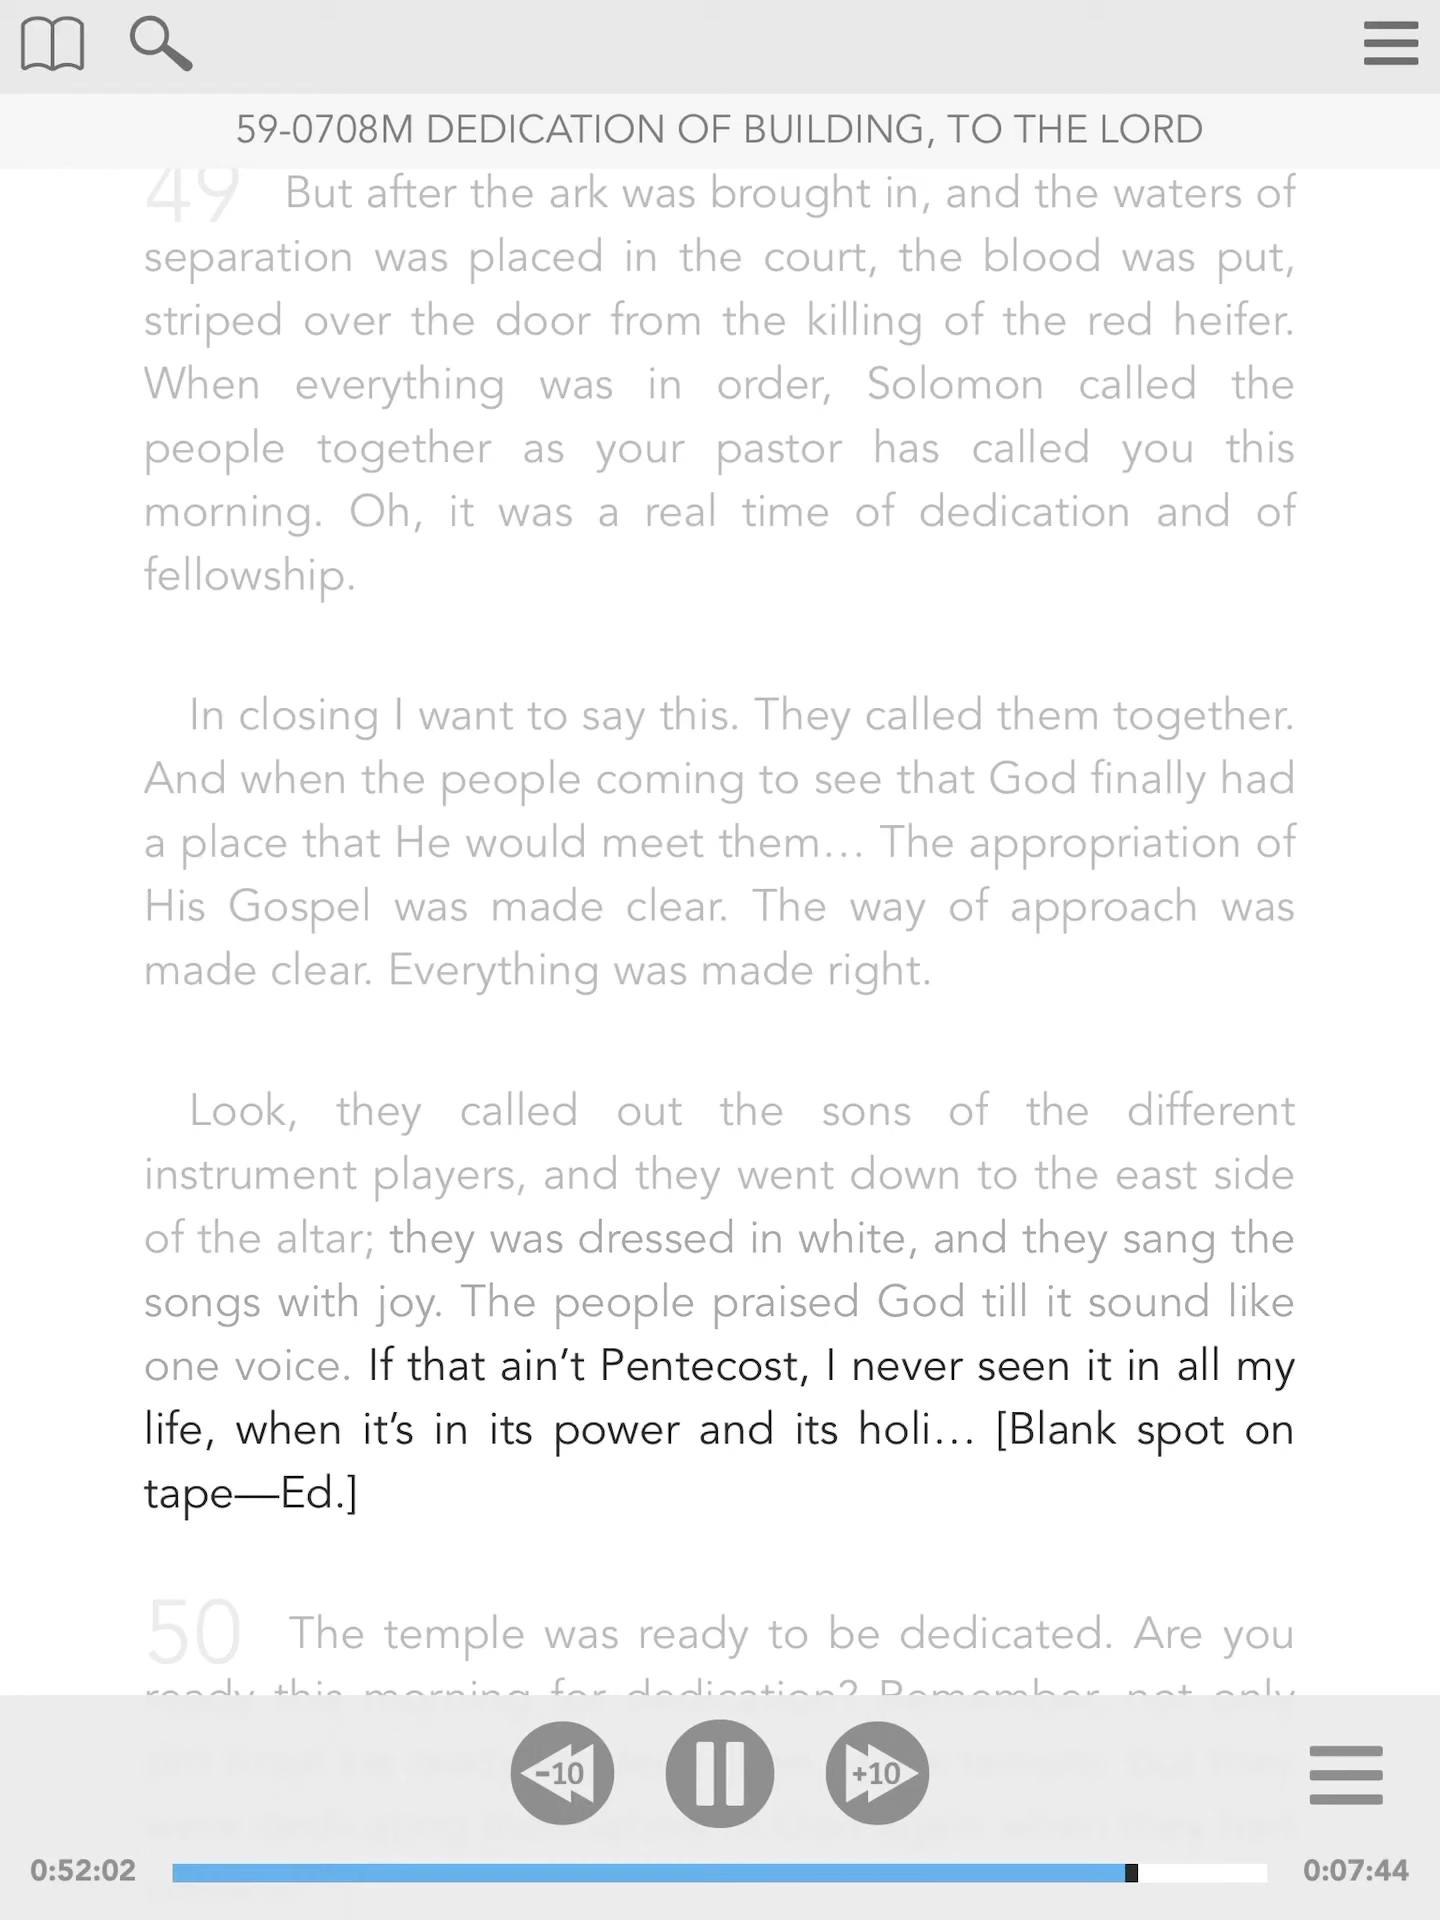 59-0708M DEDICATION OF BUILDING, TO THE LORD
49 But after the ark was brought in, and the waters of
separation was placed in the court, the blood was put,
striped over the door from the killing of the red heifer.
When everything was in order, Solomon called the
people together as your pastor has called you this
morning. Oh, it was a real time of dedication and of
fellowship.
In closing I want to say this. They called them together.
And when the people coming to see that God finally had
a place that He would meet them… The appropriation of
His Gospel was made clear. The way of approach was
made clear. Everything was made right.
Look, they called out the sons of the different
instrument players, and they went down to the east side
of the altar; they was dressed in white, and they sang the
songs with joy. The people praised God till it sound like
one voice. If that ain’t Pentecost, I never seen it in all my
life, when it’s in its power and its holi… [Blank spot on
tape—Ed.]
50 The temple was ready to be dedicated. Are you
ready this morning for dedication? Remember, not only
-10 +10
0:52:02 0:07:44